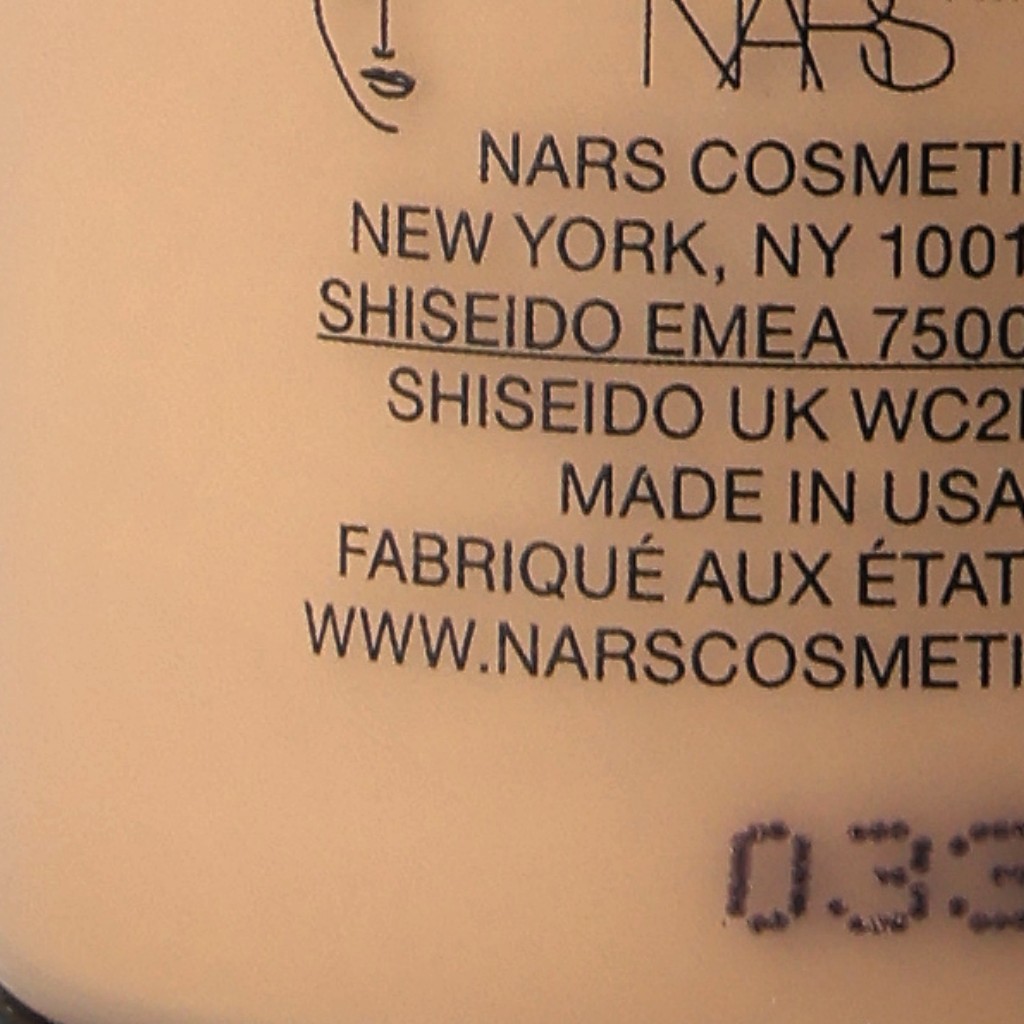 NARS
NARS COSMETI
NEW YORK, NY 1001
SHISEIDO EMEA 7500
SHISEIDO UK WC2
MADE IN USA
FABRIQUÉ AUX ÉTAT
WWW.NARSCOSMETI
033